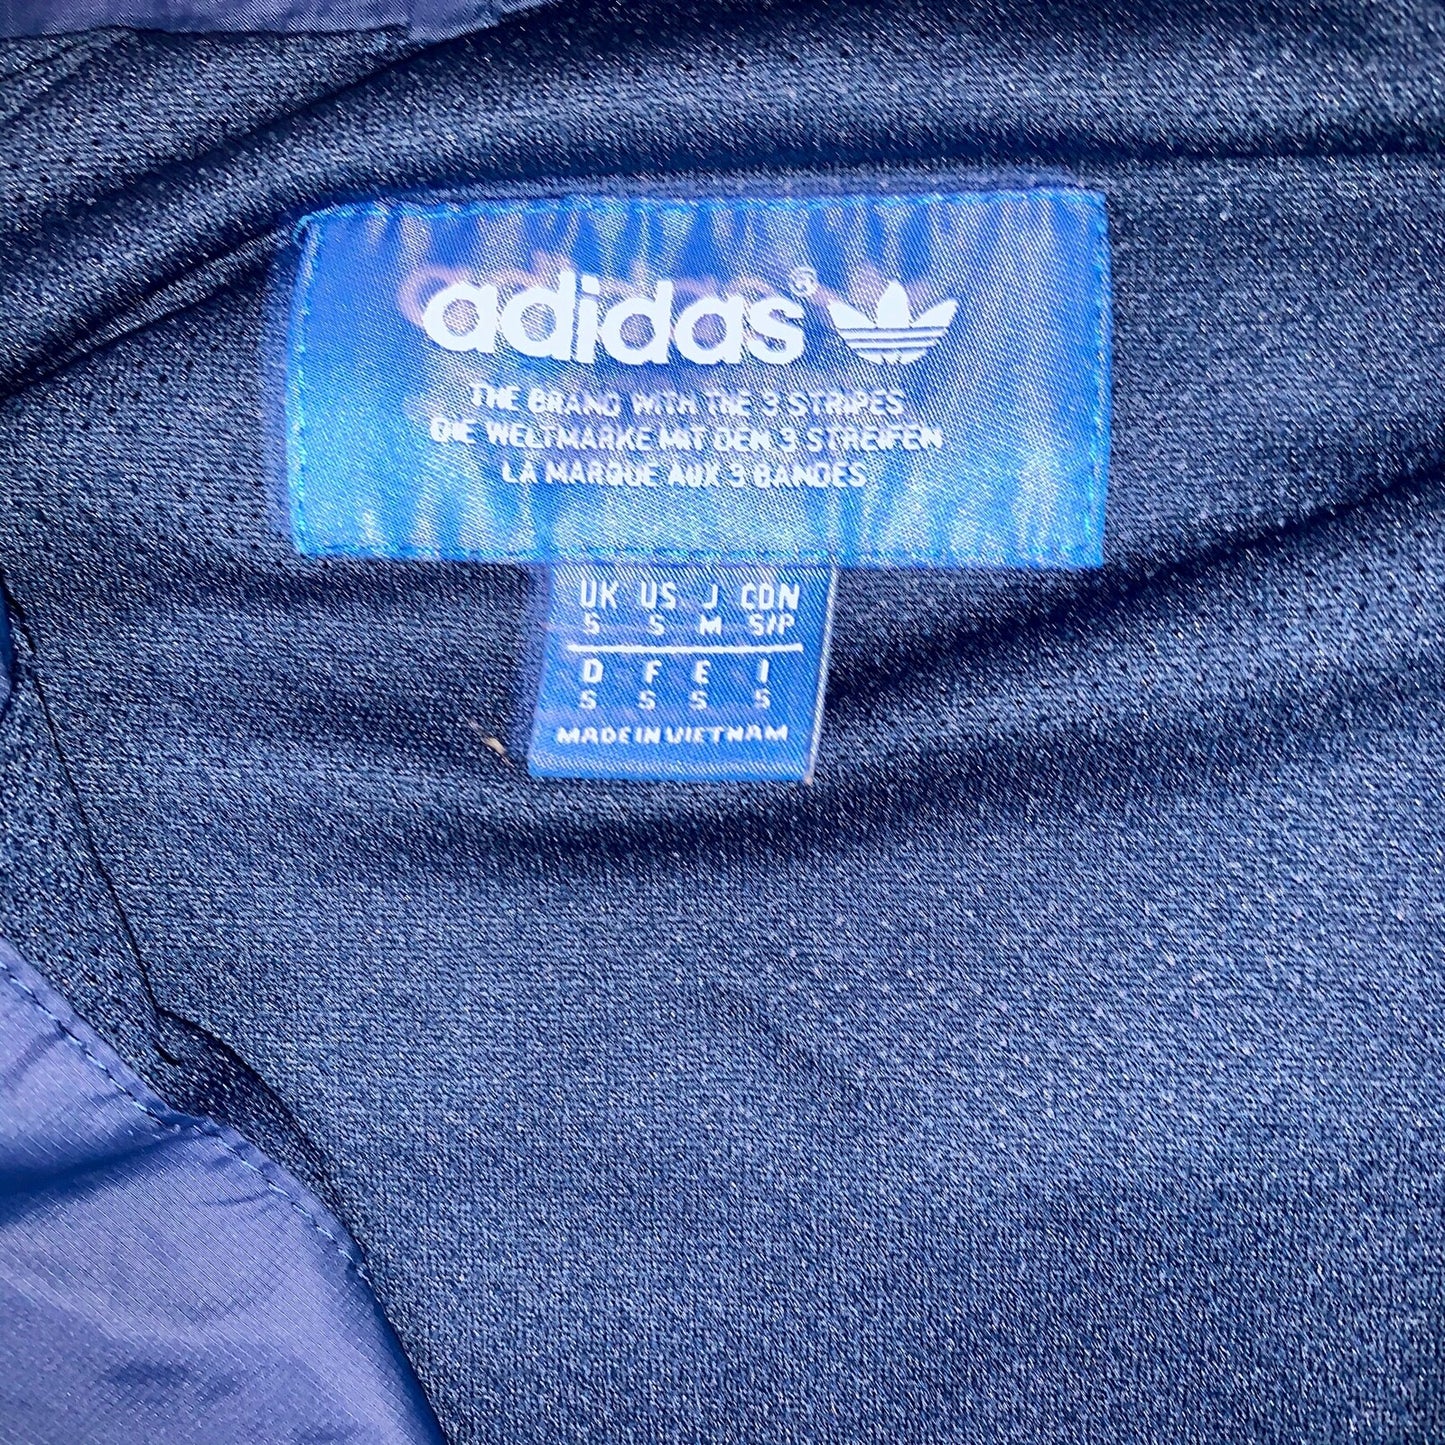 adidas®
THE BRAND WITH THE 3 STRIPES
DIE WELTMARKE MIT DEN 3 STREIFEN
LA MARQUE AUX 3 BANDES
UK US J CDN
S S M S/P
D F E I
S S S S
MADE IN VIETNAM